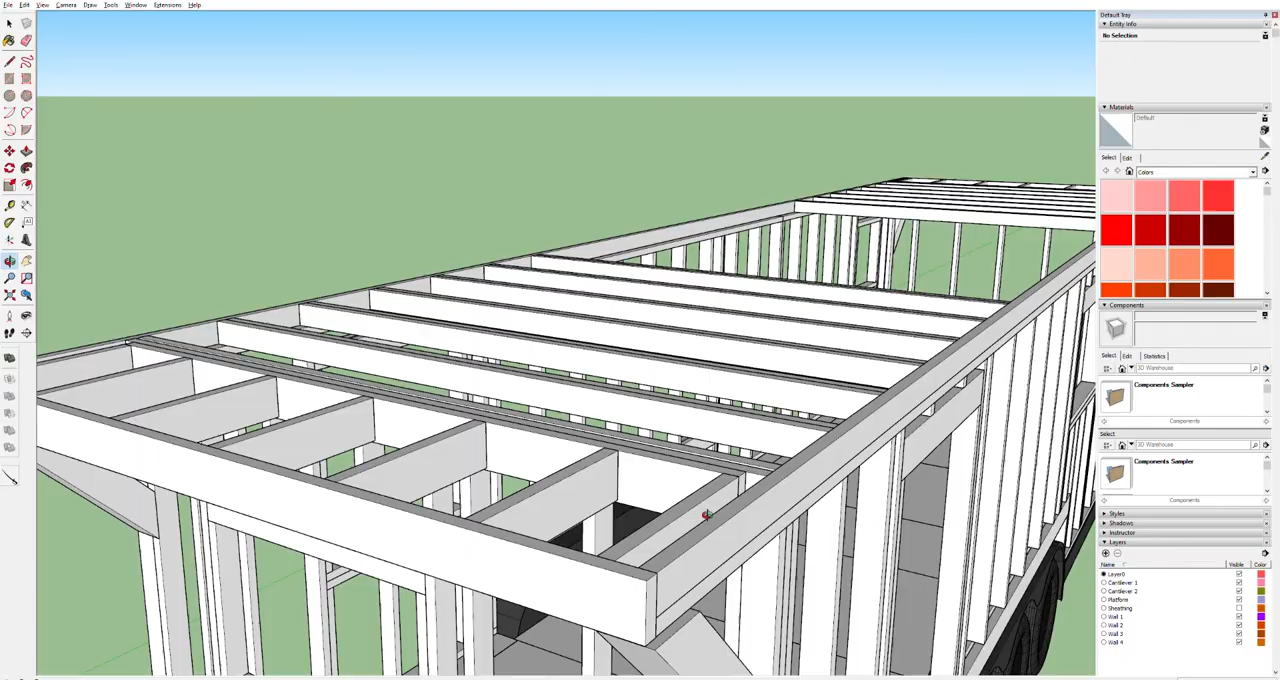 File Edit View Camera Draw Tools Window Extensions Help
Default Tray
Entity Info
No Selection
Materials
Default
Select Edit
Colors
Components
Select Edit Statistics
3D Warehouse
Components Sampler
Components
Select
3D Warehouse
Components Sampler
Components
Styles
Shadows
Instructor
Layers
Name Visible Color
Layer0
Cantilever 1
Cantilever 2
Platform
Sheathing
Wall 1
Wall 2
Wall 3
Wall 4